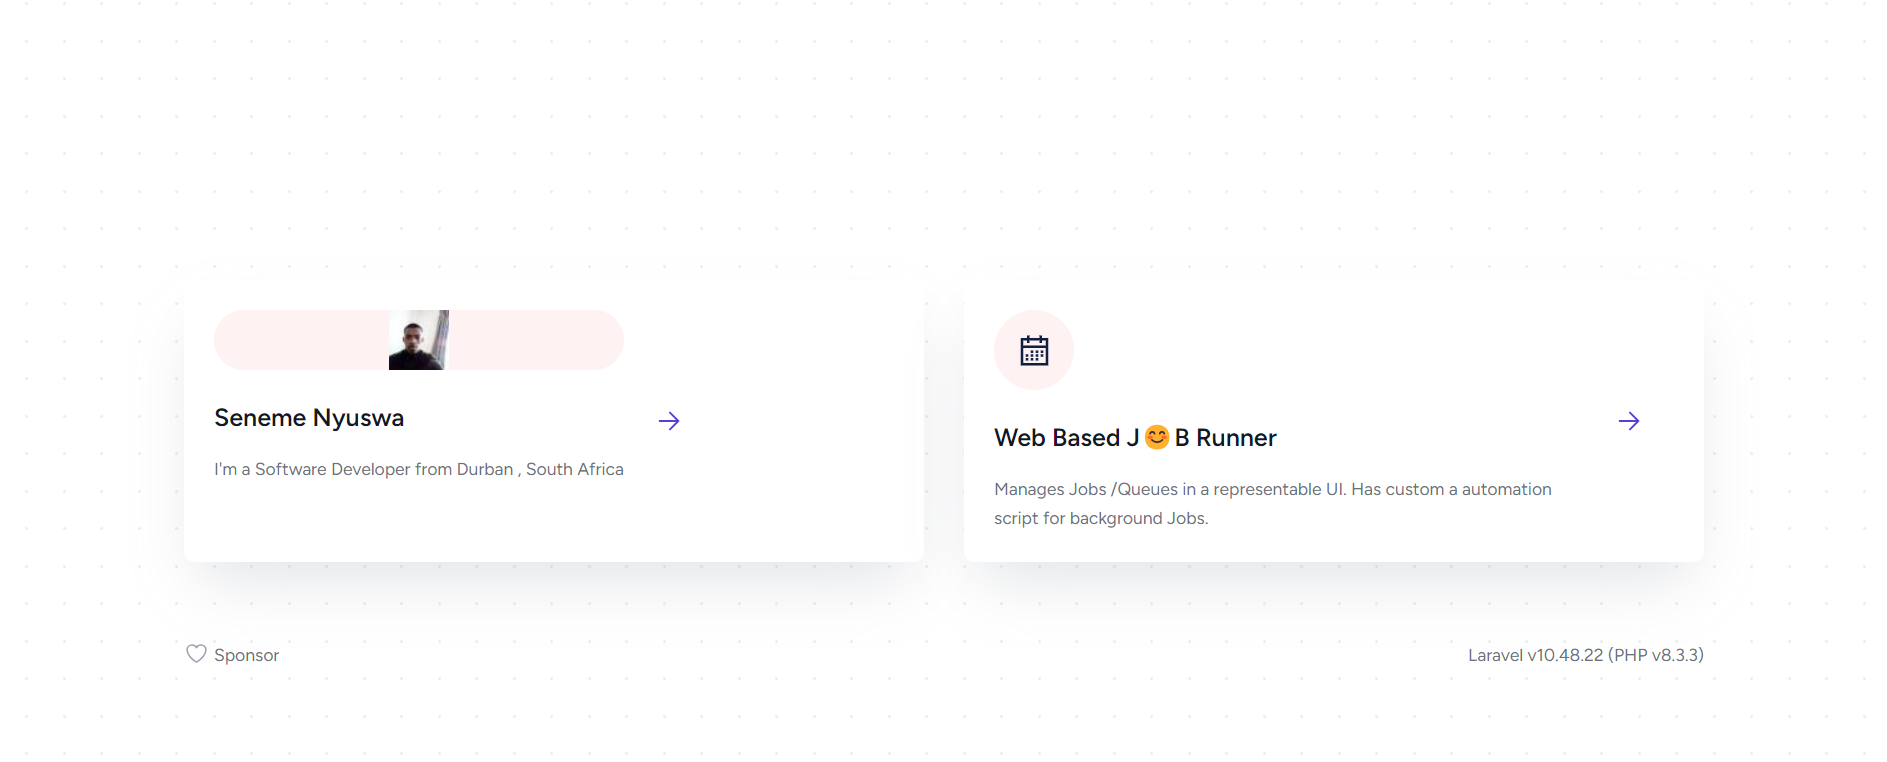 Seneme Nyuswa
I'm a Software Developer from Durban , South Africa
Web Based J😊B Runner
Manages Jobs /Queues in a representable UI. Has custom a automation
script for background Jobs.
Sponsor
Laravel v10.48.22 (PHP v8.3.3)